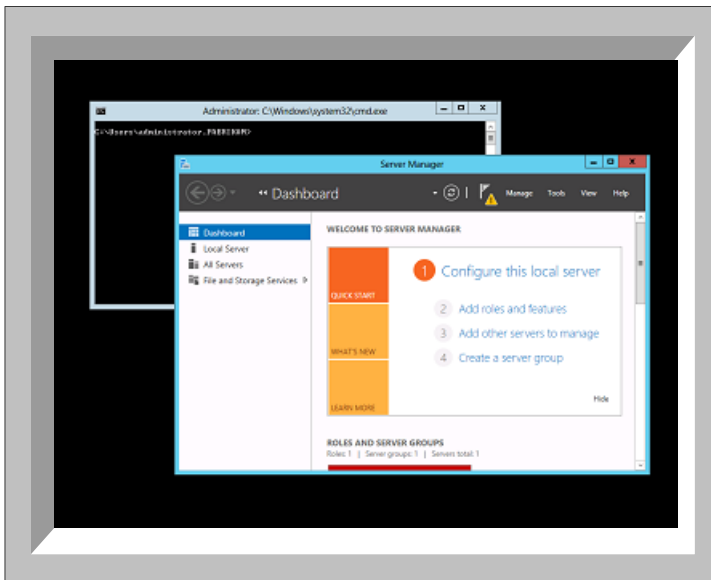 Administrator: C:\Windows\system32\cmd.exe
C:\Users\administrator.FABRIKAM>
Server Manager
Dashboard
Manage Tools View Help
Dashboard
Local Server
All Servers
File and Storage Services
WELCOME TO SERVER MANAGER
QUICK START
WHAT'S NEW
LEARN MORE
1 Configure this local server
2 Add roles and features
3 Add other servers to manage
4 Create a server group
Hide
ROLES AND SERVER GROUPS
Roles: 1 | Server groups: 1 | Servers total: 1